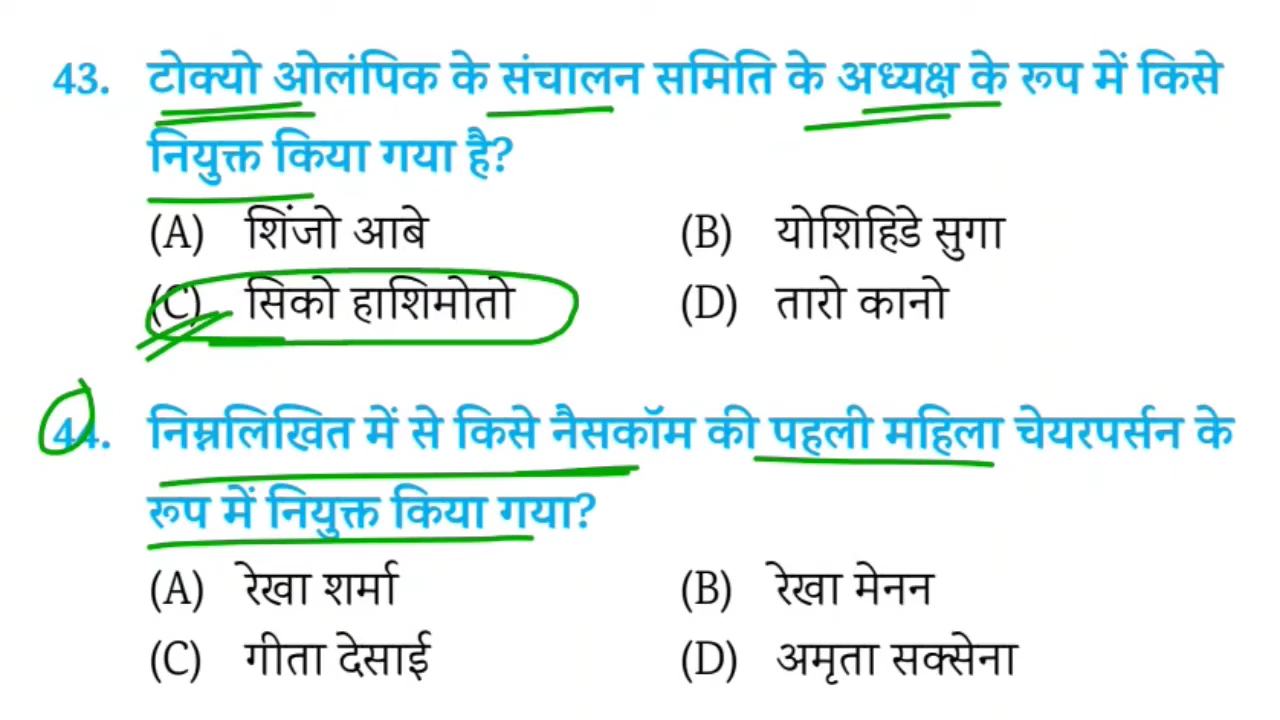 43. टोक्यो ओलंपिक के संचालन समिति के अध्यक्ष के रूप में किसे
नियुक्त किया गया है?
(A) शिंजो आबे (B) योशिहिडे सुगा
(C) सिको हाशिमोतो (D) तारो कानो
44. निम्नलिखित में से किसे नैसकॉम की पहली महिला चेयरपर्सन के
रूप में नियुक्त किया गया?
(A) रेखा शर्मा (B) रेखा मेनन
(C) गीता देसाई (D) अमृता सक्सेना